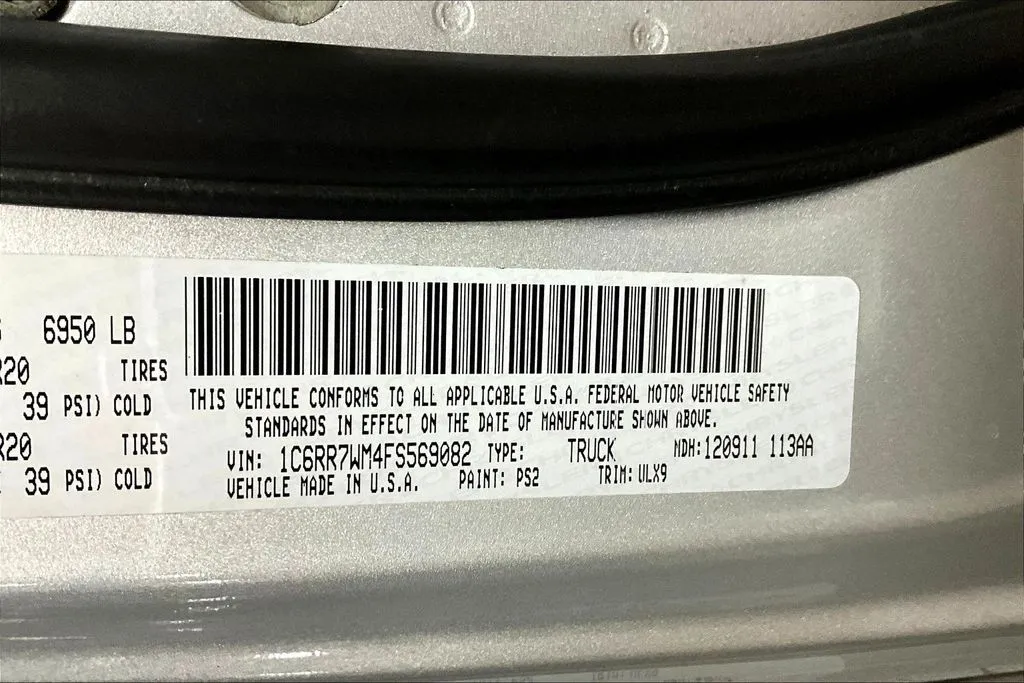 6950 LB
R20 TIRES
39 PSI) COLD
R20 TIRES
39 PSI) COLD
THIS VEHICLE CONFORMS TO ALL APPLICABLE U.S.A. FEDERAL MOTOR VEHICLE SAFETY
STANDARDS IN EFFECT ON THE DATE OF MANUFACTURE SHOWN ABOVE.
VIN: 1C6RR7WM4FS569082 TYPE: TRUCK MDH:120911 113AA
VEHICLE MADE IN U.S.A. PAINT: PS2 TRIM: ULX9